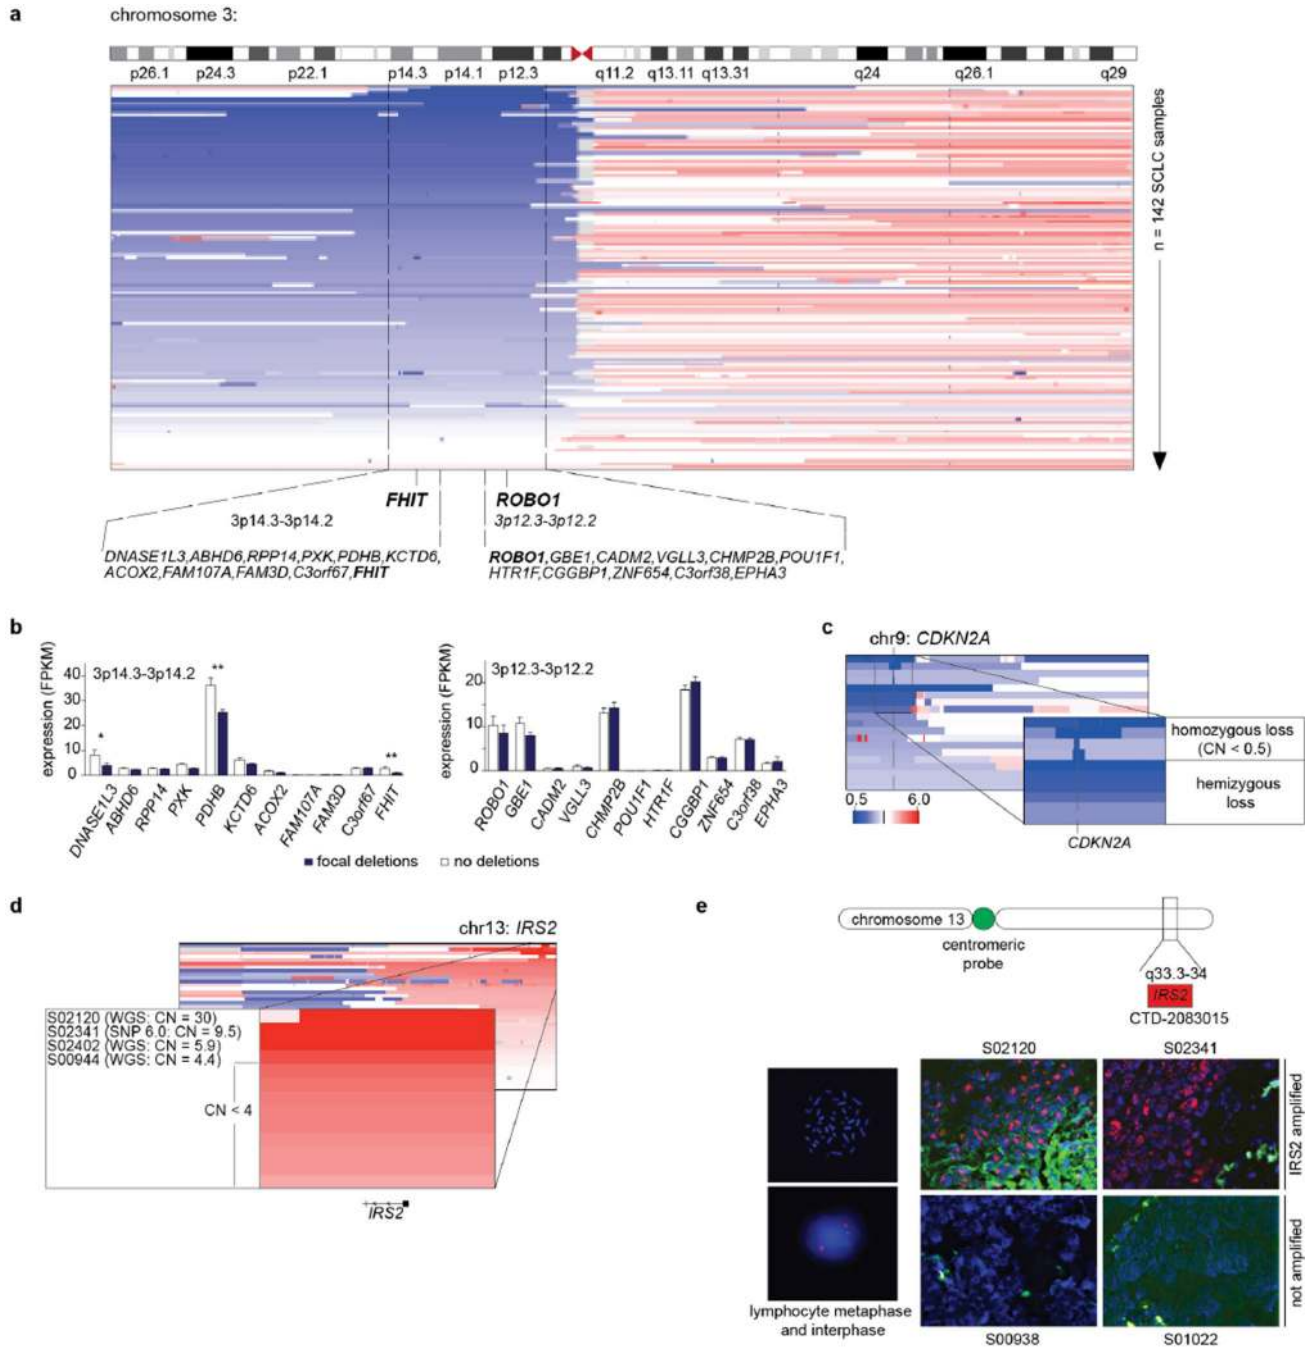 a
chromosome 3:
p26.1 p24.3 p22.1 p14.3 p14.1 p12.3 q11.2 q13.11 q13.31 q24 q26.1 q29
n = 142 SCLC samples
FHIT ROBO1
3p14.3-3p14.2 3p12.3-3p12.2
DNASE1L3,ABHD6,RPP14,PXK,PDHB,KCTD6,
ACOX2,FAM107A,FAM3D,C3orf67,FHIT
ROBO1,GBE1,CADM2,VGLL3,CHMP2B,POU1F1,
HTR1F,CGGBP1,ZNF654,C3orf38,EPHA3
b
expression (FPKM)
3p14.3-3p14.2
40
30
20
10
0
* ** **
DNASE1L3 ABHD6 RPP14 PXK PDHB KCTD6 ACOX2 FAM107A FAM3D C3orf67 FHIT
expression (FPKM)
3p12.3-3p12.2
20
10
0
ROBO1 GBE1 CADM2 VGLL3 CHMP2B POU1F1 HTR1F CGGBP1 ZNF654 C3orf38 EPHA3
focal deletions no deletions
c
chr9: CDKN2A
homozygous loss
(CN < 0.5)
hemizygous
loss
0.5 6.0
CDKN2A
d
chr13: IRS2
S02120 (WGS: CN = 30)
S02341 (SNP 6.0: CN = 9.5)
S02402 (WGS: CN = 5.9)
S00944 (WGS: CN = 4.4)
CN < 4
IRS2
e
chromosome 13
centromeric
probe
q33.3-34
IRS2
CTD-2083015
S02120 S02341
IRS2 amplified
not amplified
lymphocyte metaphase
and interphase
S00938 S01022